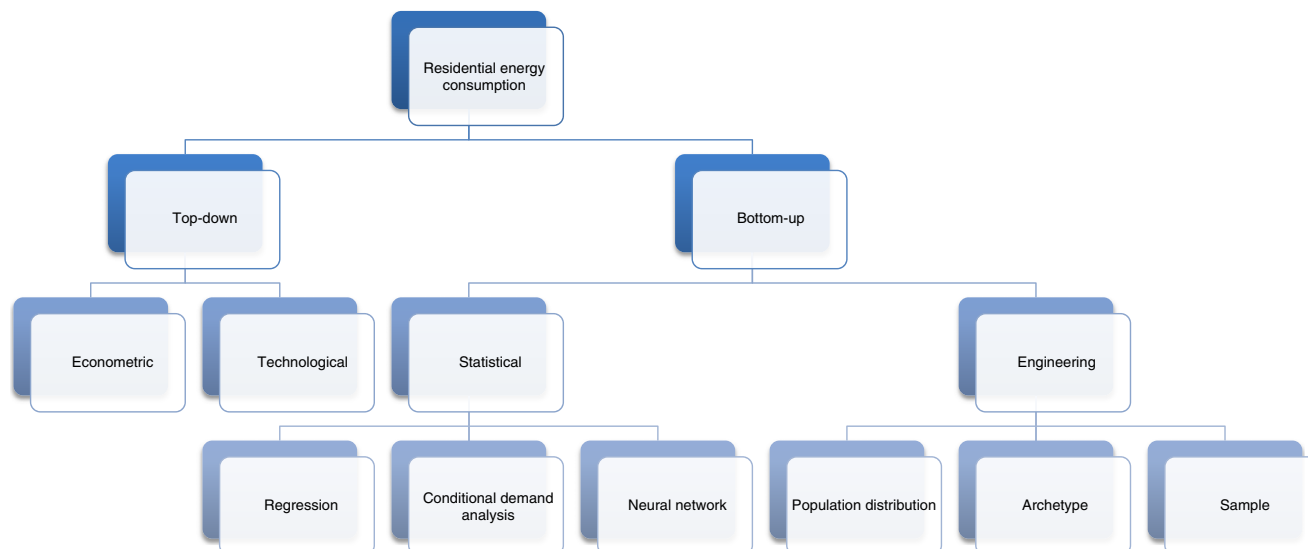 Residential energy
consumption
Top-down
Bottom-up
Econometric
Technological
Statistical
Engineering
Regression
Conditional demand
analysis
Neural network
Population distribution
Archetype
Sample